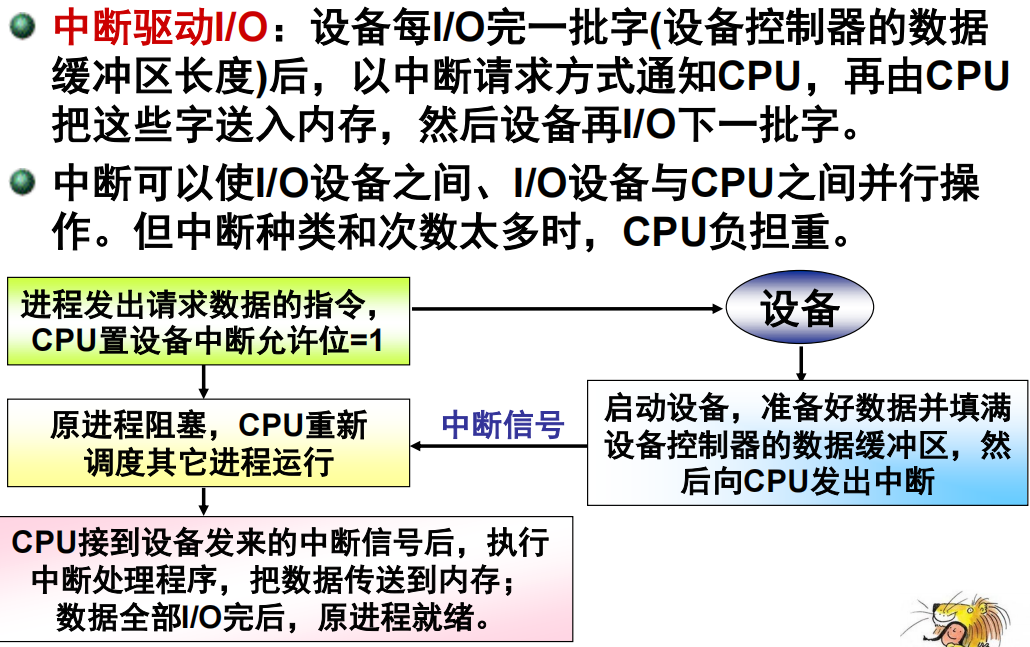 中断驱动I/O：设备每I/O完一批字(设备控制器的数据
缓冲区长度)后，以中断请求方式通知CPU，再由CPU
把这些字送入内存，然后设备再I/O下一批字。
中断可以使I/O设备之间、I/O设备与CPU之间并行操
作。但中断种类和次数太多时，CPU负担重。
进程发出请求数据的指令，
CPU置设备中断允许位=1
设备
原进程阻塞，CPU重新
调度其它进程运行
中断信号
启动设备，准备好数据并填满
设备控制器的数据缓冲区，然
后向CPU发出中断
CPU接到设备发来的中断信号后，执行
中断处理程序，把数据传送到内存；
数据全部I/O完后，原进程就绪。